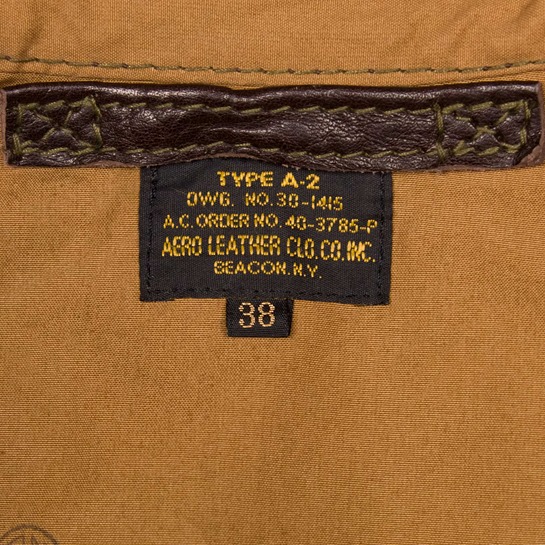 TYPE A-2
DWG. NO. 30-1415
A.C. ORDER NO. 40-3785-P
AERO LEATHER CLO. CO. INC.
BEACON. N.Y.
38